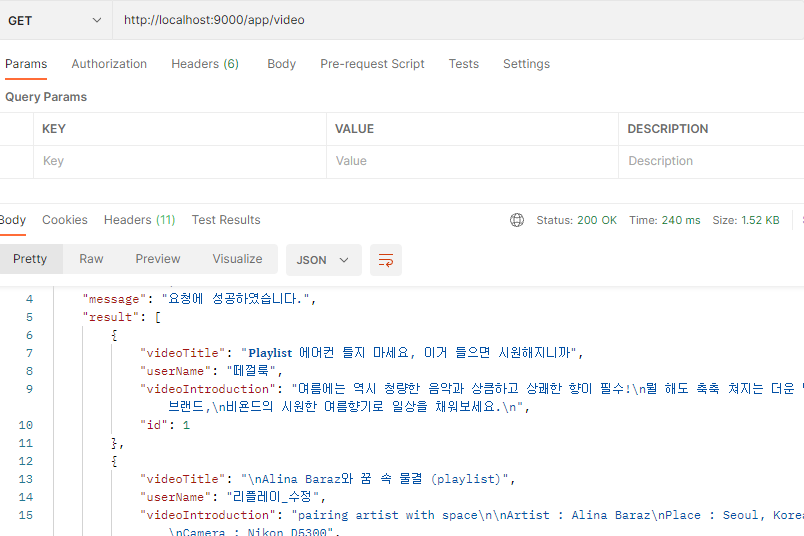 GET http://localhost:9000/app/video
Params Authorization Headers (6) Body Pre-request Script Tests Settings
Query Params
KEY VALUE DESCRIPTION
Key Value Description
Body Cookies Headers (11) Test Results Status: 200 OK Time: 240 ms Size: 1.52 KB
Pretty Raw Preview Visualize JSON
4 "message": "요청에 성공하였습니다.",
5 "result": [
6 {
7 "videoTitle": "Playlist 에어컨 틀지 마세요, 이거 들으면 시원해지니까",
8 "userName": "떼껄룩",
9 "videoIntroduction": "여름에는 역시 청량한 음악과 상큼하고 상쾌한 향이 필수!\n뭘 해도 축축 쳐지는 더운
브랜드,\n비욘드의 시원한 여름향기로 일상을 채워보세요.\n",
10 "id": 1
11 },
12 {
13 "videoTitle": "\nAlina Baraz와 꿈 속 물결 (playlist)",
14 "userName": "리플레이_수정",
15 "videoIntroduction": "pairing artist with space\n\nArtist : Alina Baraz\nPlace : Seoul, Korea
\nCamera : Nikon D5300",